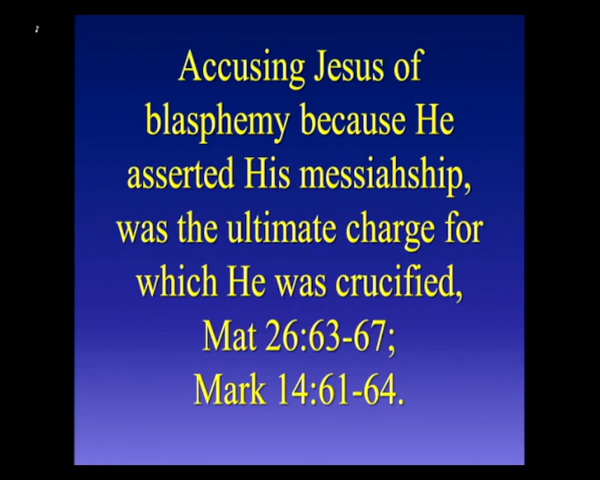 Accusing Jesus of
blasphemy because He
asserted His messiahship,
was the ultimate charge for
which He was crucified,
Mat 26:63-67;
Mark 14:61-64.